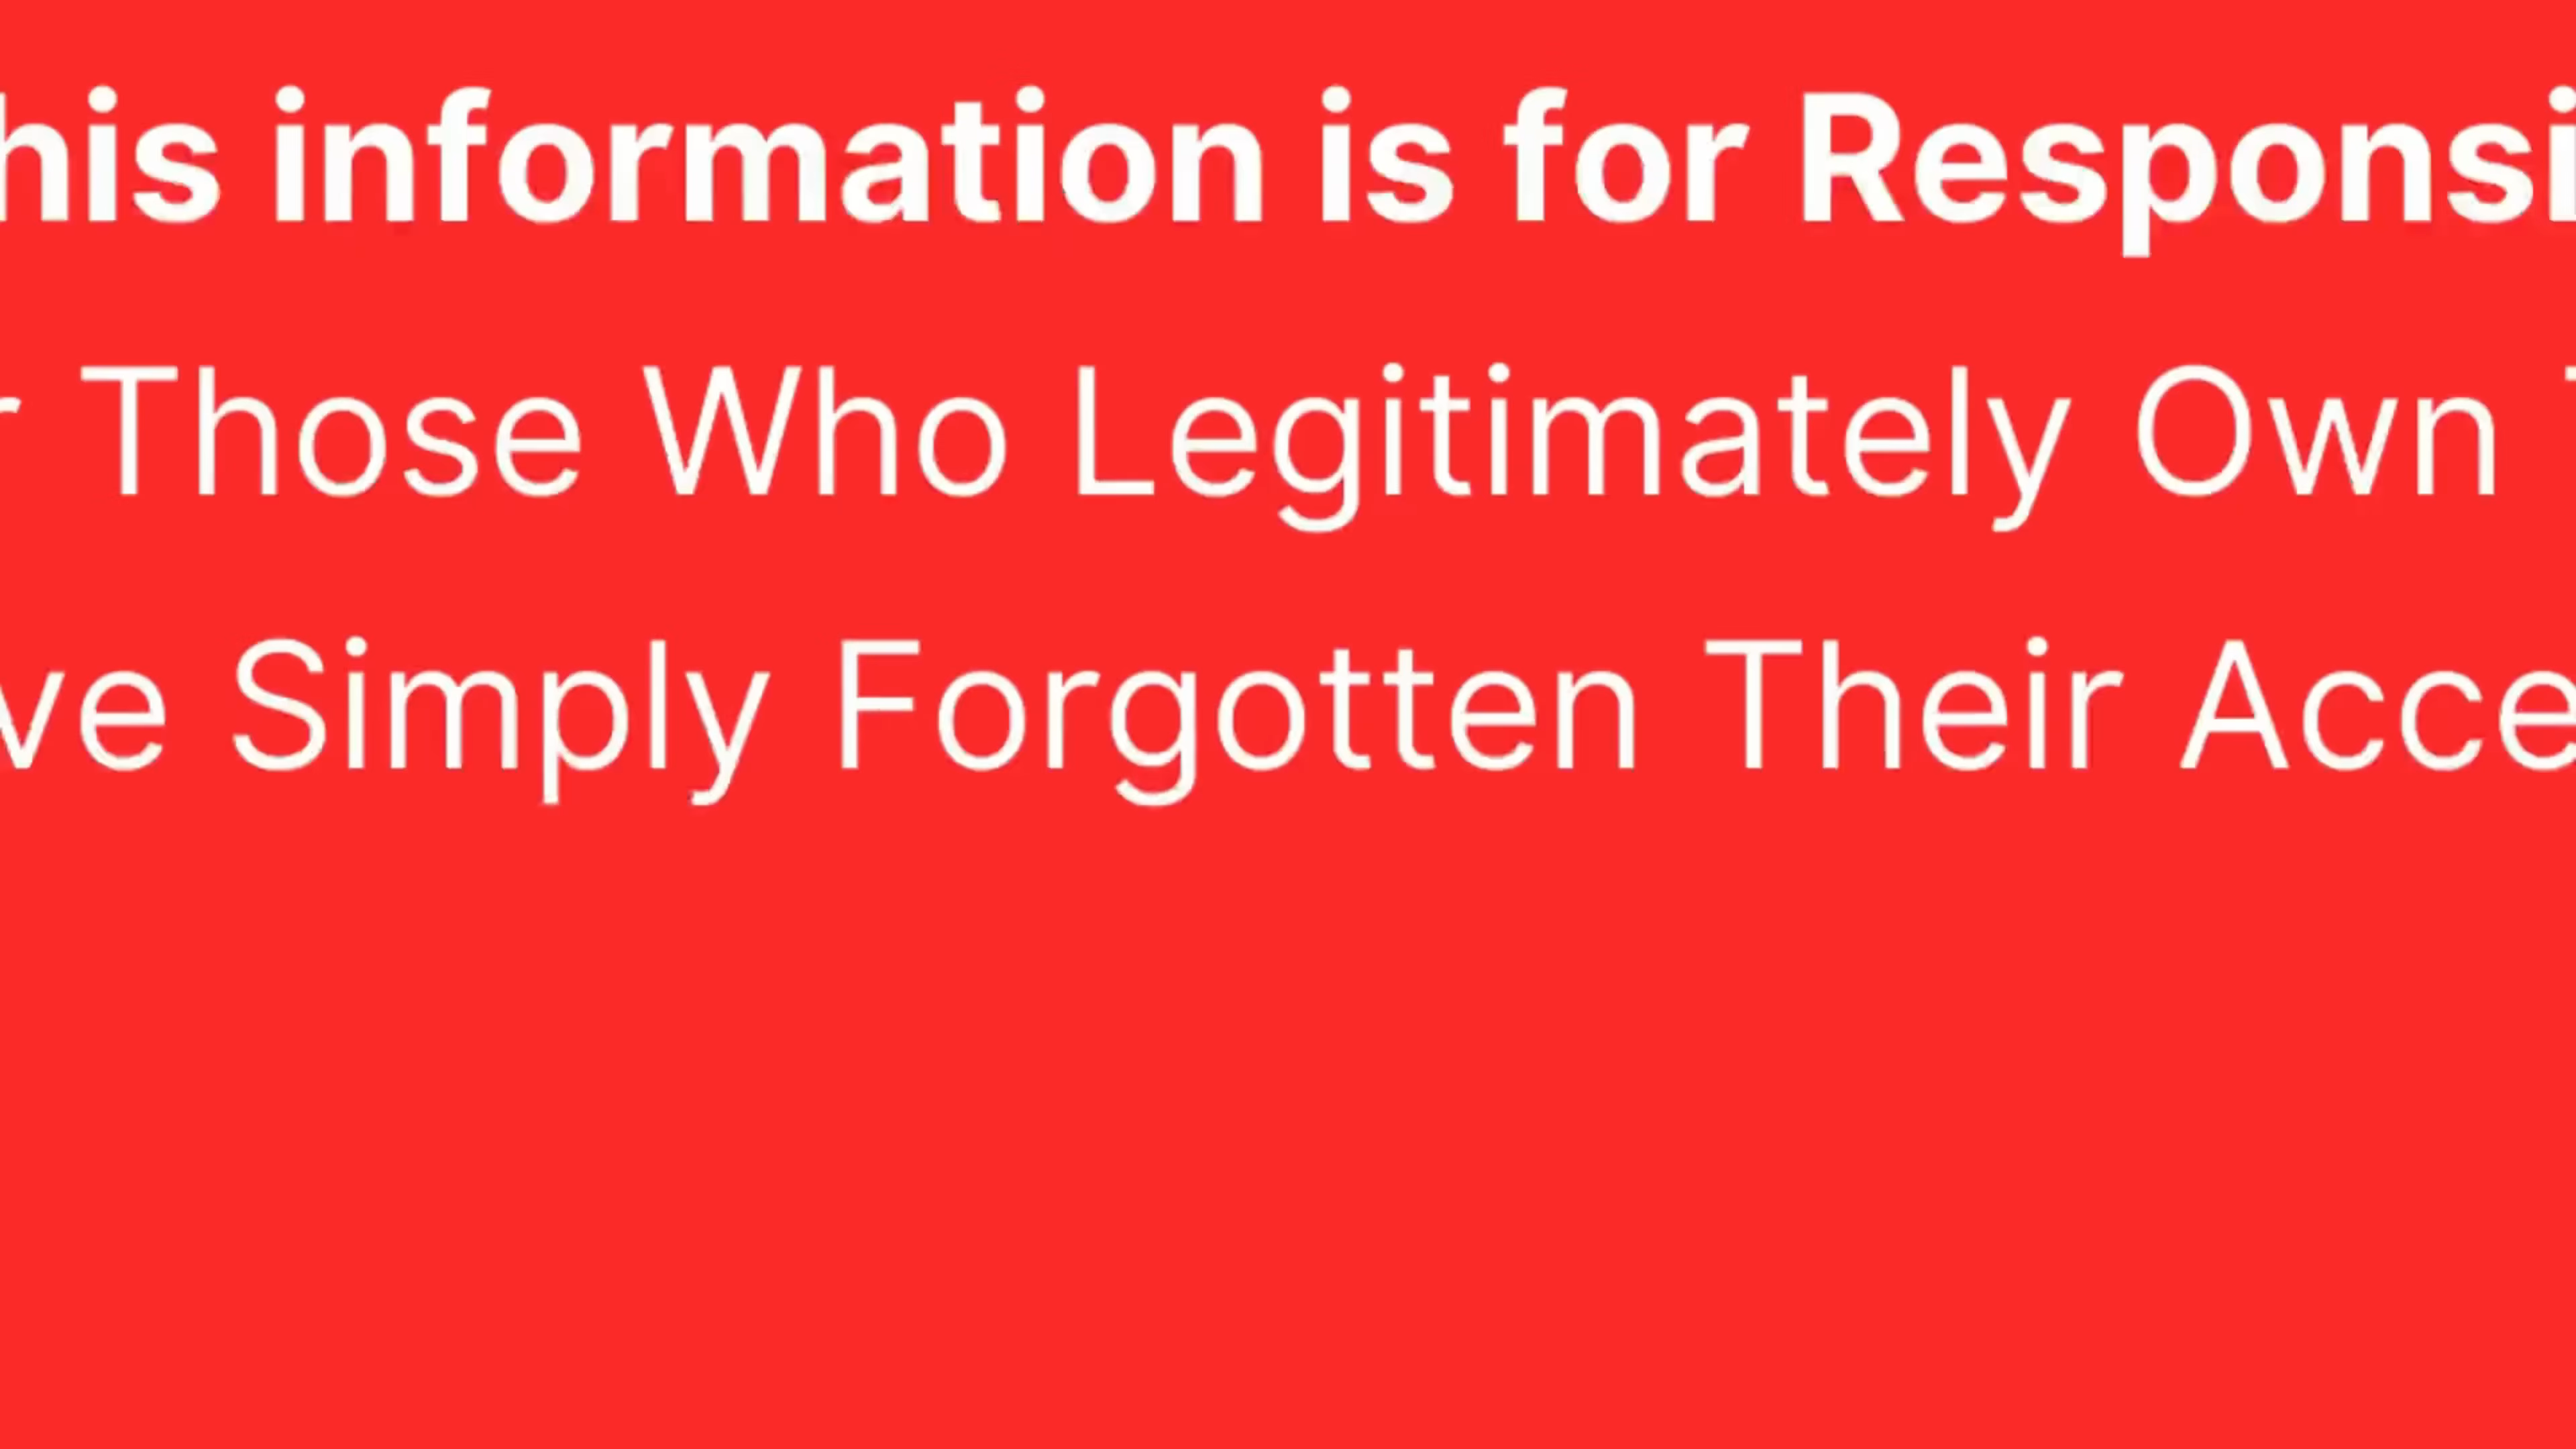 his information is for Responsi
r Those Who Legitimately Own
ve Simply Forgotten Their Acce